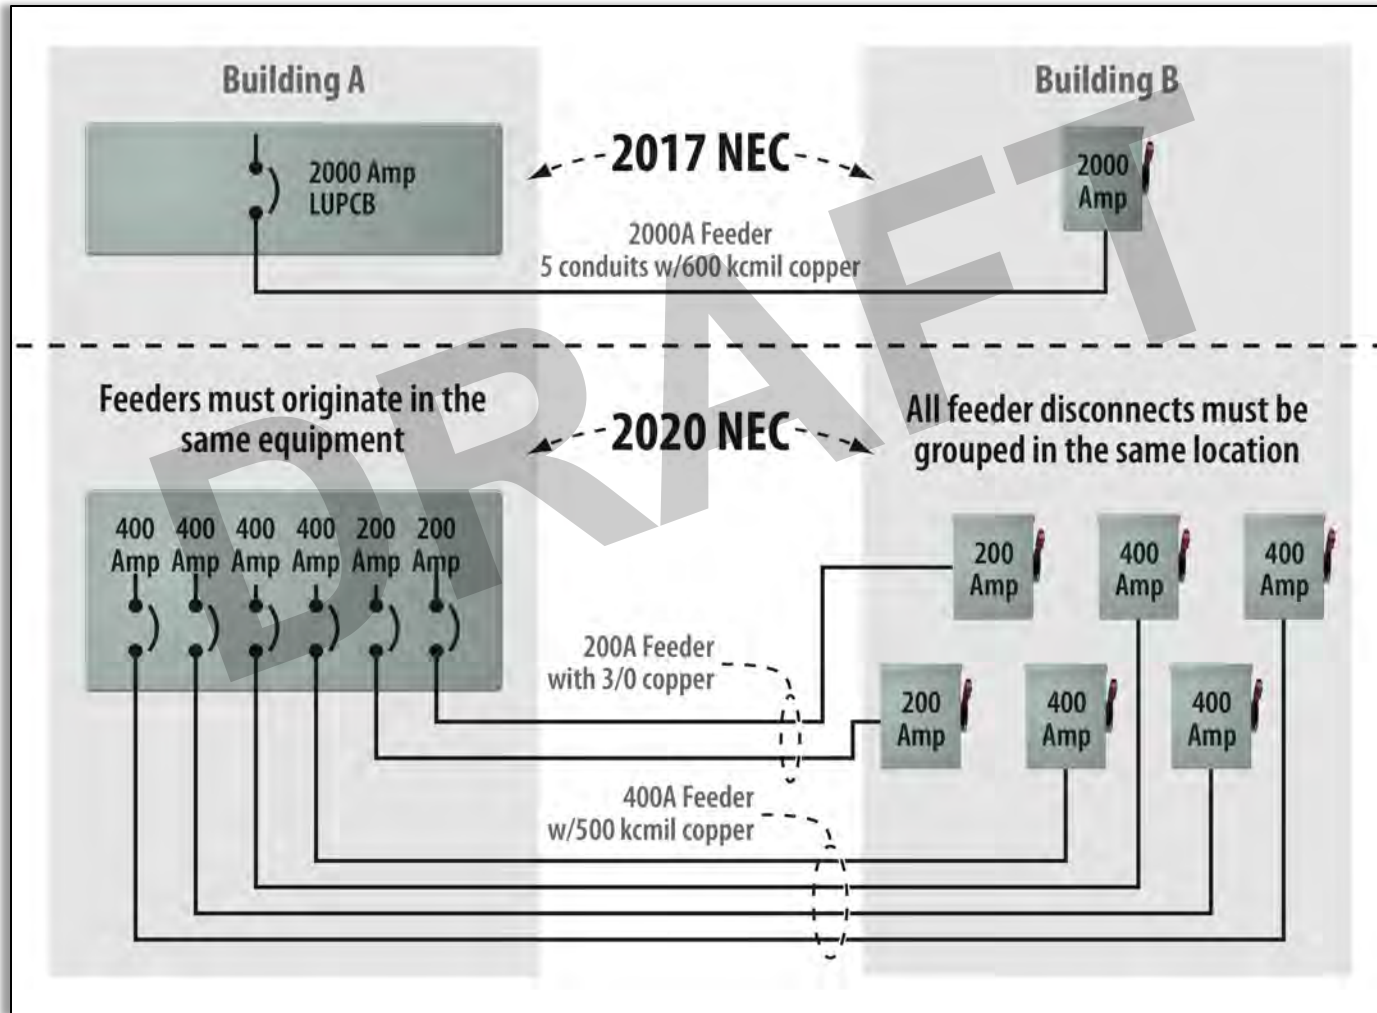 Building A
Building B
2017 NEC
2000 Amp
LUPCB
2000
Amp
2000A Feeder
5 conduits w/600 kcmil copper
Feeders must originate in the
same equipment
2020 NEC
All feeder disconnects must be
grouped in the same location
400 400 400 400 200 200
Amp Amp Amp Amp Amp Amp
200
Amp
400
Amp
400
Amp
200A Feeder
with 3/0 copper
200
Amp
400
Amp
400
Amp
400A Feeder
w/500 kcmil copper
DRAFT